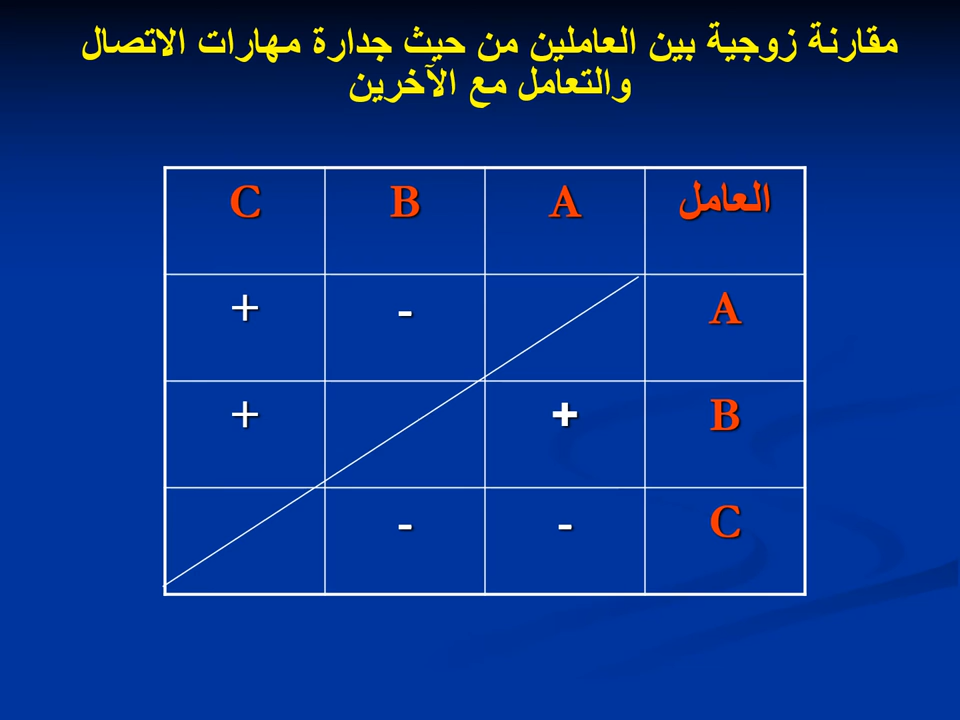 مقارنة زوجية بين العاملين من حيث جدارة مهارات الاتصال
والتعامل مع الآخرين
العامل A B C
A - +
B + +
C - -